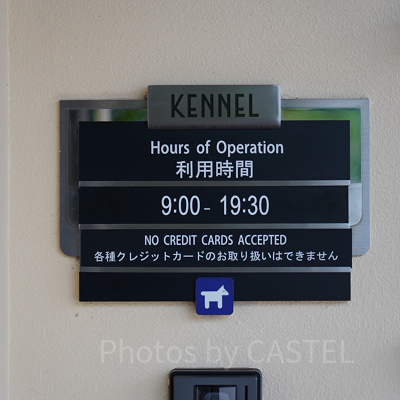 KENNEL
Hours of Operation
利用時間
9:00 - 19:30
NO CREDIT CARDS ACCEPTED
各種クレジットカードのお取り扱いはできません
Photos by CASTEL